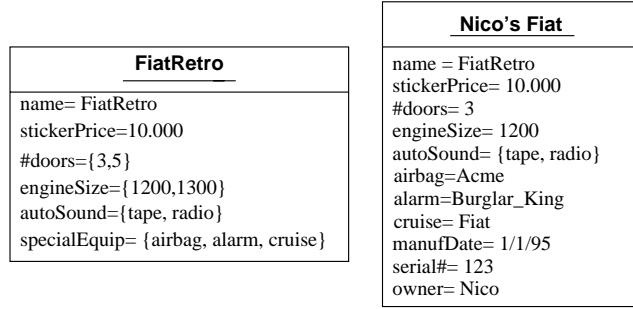 FiatRetro
name= FiatRetro
stickerPrice=10.000
#doors={3,5}
engineSize={1200,1300}
autoSound={tape, radio}
specialEquip= {airbag, alarm, cruise}
Nico's Fiat
name = FiatRetro
stickerPrice= 10.000
#doors= 3
engineSize= 1200
autoSound= {tape, radio}
airbag=Acme
alarm=Burglar_King
cruise= Fiat
manufDate= 1/1/95
serial#= 123
owner= Nico